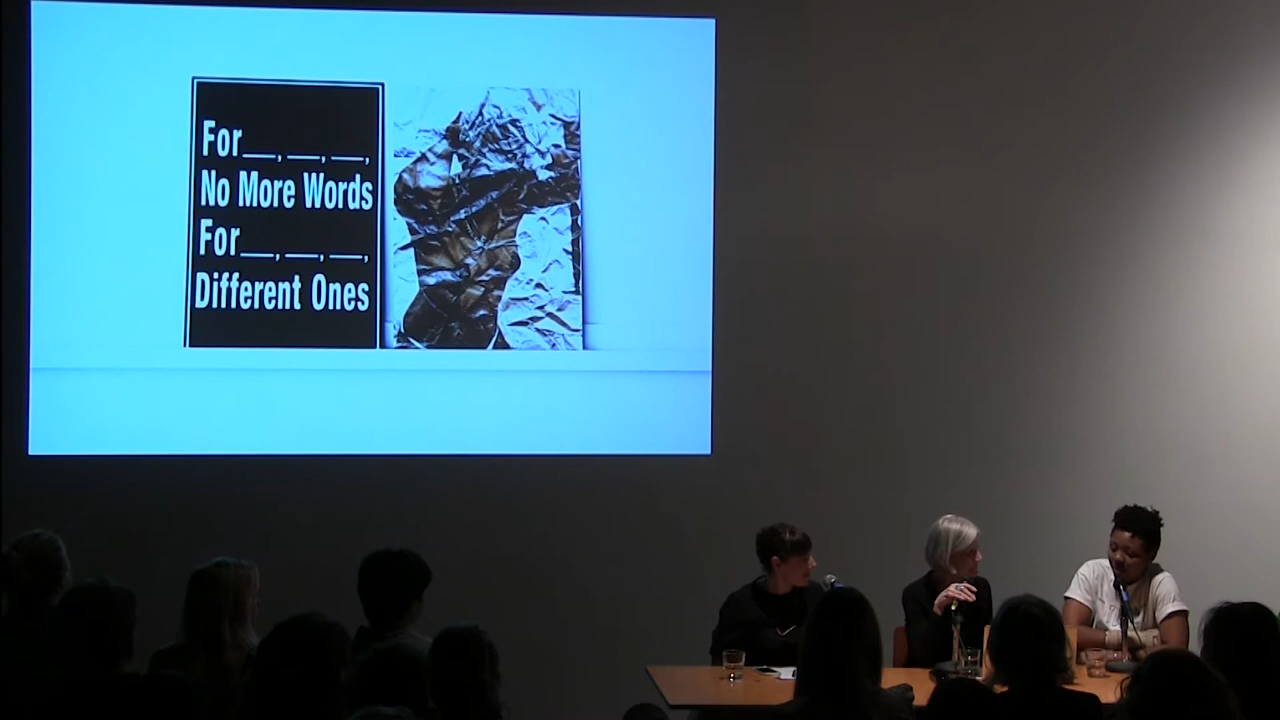 For__, __, __,
No More Words
For__, __, __,
Different Ones